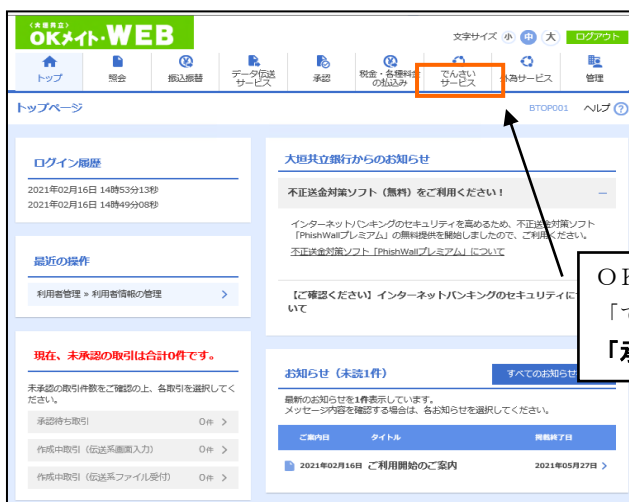 <大垣共立>
OKメイト・WEB
文字サイズ 小 中 大 ログアウト
トップ 照会 振込振替 データ伝送サービス 承認 税金・各種料金の払込み でんさいサービス 外為サービス 管理
トップページ
BTOP001 ヘルプ ?
ログイン履歴
2021年02月16日 14時53分13秒
2021年02月16日 14時49分08秒
最近の操作
利用者管理 » 利用者情報の管理
現在、未承認の取引は合計0件です。
未承認の取引件数をご確認の上、各取引を選択してく
ださい。
承認待ち取引 0件
作成中取引（伝送系画面入力） 0件
作成中取引（伝送系ファイル受付） 0件
大垣共立銀行からのお知らせ
不正送金対策ソフト（無料）をご利用ください！
インターネットバンキングのセキュリティを高めるため、不正送金対策ソフト
「PhishWallプレミアム」の無料提供を開始しましたので、ご利用ください。
不正送金対策ソフト「PhishWallプレミアム」について
【ご確認ください】インターネットバンキングのセキュリティに
いて
OK
「で
「承
お知らせ（未読1件）
すべてのお知らせ
最新のお知らせを1件表示しています。
メッセージ内容を確認する場合は、各お知らせを選択してください。
ご案内日 タイトル 掲載終了日
2021年02月16日 ご利用開始のご案内 2021年05月27日